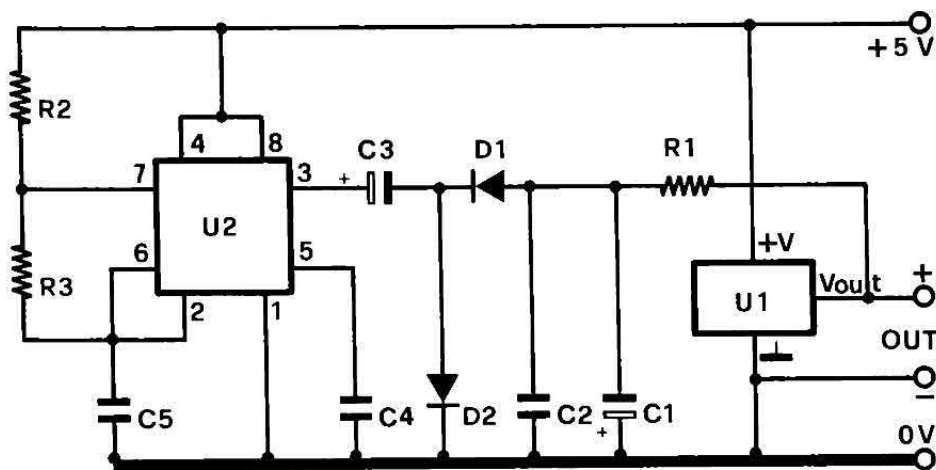 +5 V
R2
4
8
C3
D1
R1
7
3
+
U2
6
5
+V
R3
2
1
Vout
+
U1
OUT
-
C5
C4
D2
C2
C1
+
0V